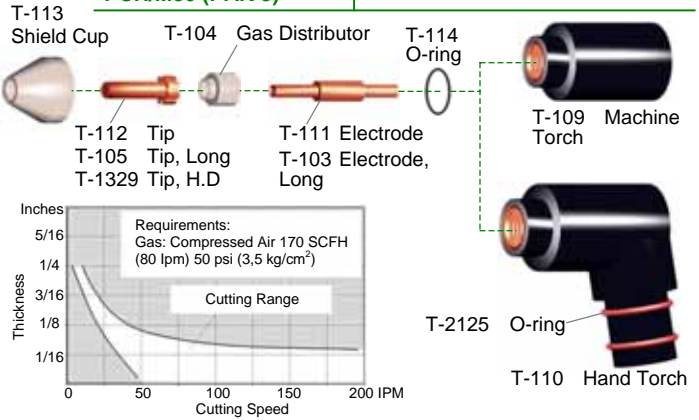 T-113
Shield Cup
T-104 Gas Distributor
T-114
O-ring
T-109 Machine
Torch
T-112 Tip
T-105 Tip, Long
T-1329 Tip, H.D
T-111 Electrode
T-103 Electrode,
Long
Inches
5/16
1/4
3/16
1/8
1/16
Thickness
Requirements:
Gas: Compressed Air 170 SCFH
(80 lpm) 50 psi (3,5 kg/cm²)
Cutting Range
0 50 100 150 200 IPM
Cutting Speed
T-2125 O-ring
T-110 Hand Torch